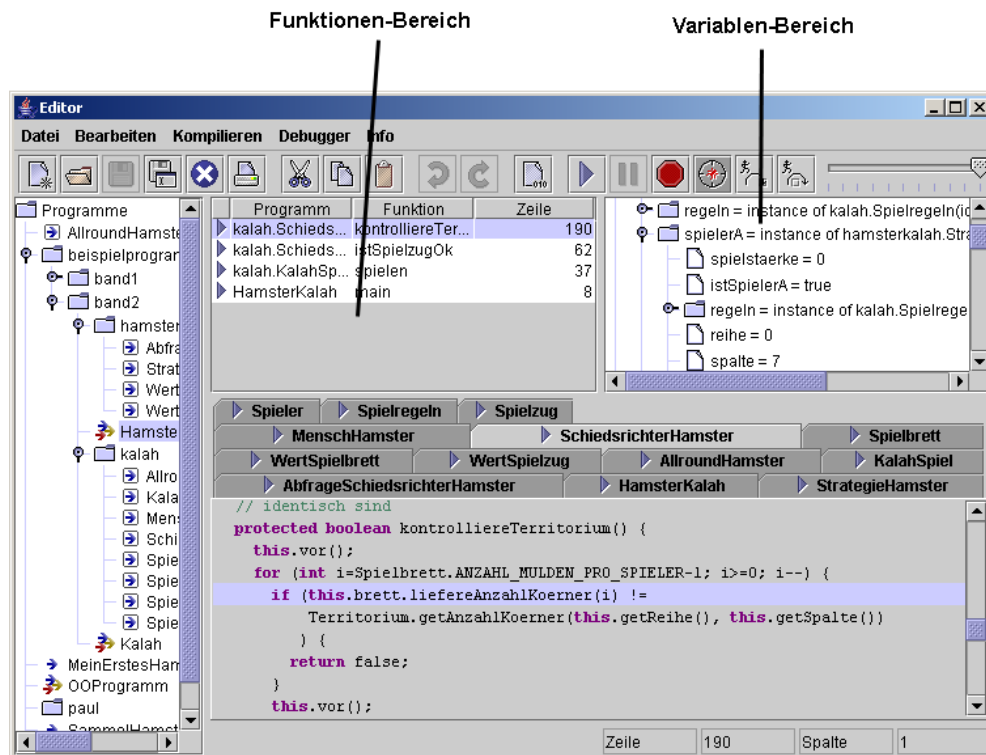 Funktionen-Bereich
Variablen-Bereich
Editor
Datei Bearbeiten Kompilieren Debugger Info
010
Programme
AllroundHamste
beispielprogran
band1
band2
hamster
Abfra
Strat
Wert
Wert
Hamste
kalah
Allro
Kala
Mens
Schi
Spie
Spie
Spie
Spie
Kalah
MeinErstesHam
OOProgramm
paul
SammelHamst
Programm Funktion Zeile
kalah.Schieds... kontrolliereTer... 190
kalah.Schieds... istSpielzugOk 62
kalah.KalahSp... spielen 37
HamsterKalah main 8
regeln = instance of kalah.Spielregeln(id
spielerA = instance of hamsterkalah.Stra
spielstaerke = 0
istSpielerA = true
regeln = instance of kalah.Spielrege
reihe = 0
spalte = 7
Spieler Spielregeln Spielzug
MenschHamster SchiedsrichterHamster Spielbrett
WertSpielbrett WertSpielzug AllroundHamster KalahSpiel
AbfrageSchiedsrichterHamster HamsterKalah StrategieHamster
// identisch sind
protected boolean kontrolliereTerritorium() {
this.vor();
for (int i=Spielbrett.ANZAHL_MULDEN_PRO_SPIELER-1; i>=0; i--) {
if (this.brett.liefereAnzahlKoerner(i) !=
Territorium.getAnzahlKoerner(this.getReihe(), this.getSpalte())
) {
return false;
}
this.vor();
Zeile 190 Spalte 1